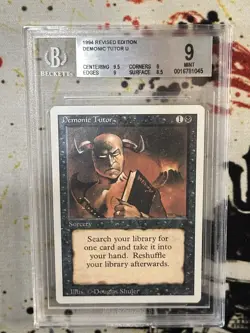 BECKETT
1994 REVISED EDITION
DEMONIC TUTOR U
CENTERING 9.5 CORNERS 9
EDGES 9 SURFACE 8.5
9
MINT
0016791045
Demonic Tutor
1
Sorcery
Search your library for
one card and take it into
your hand. Reshuffle
your library afterwards.
Illus. © Douglas Shuler